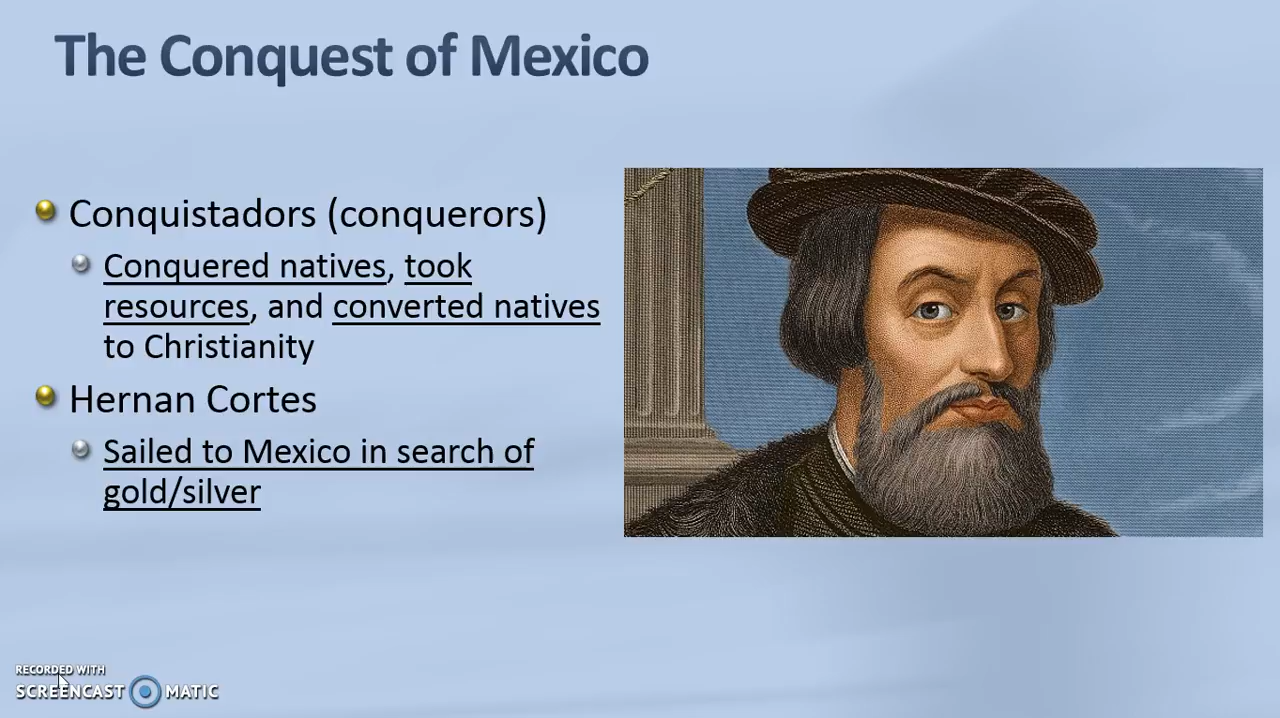 The Conquest of Mexico
Conquistadors (conquerors)
Conquered natives, took
resources, and converted natives
to Christianity
Hernan Cortes
Sailed to Mexico in search of
gold/silver
RECORDED WITH
SCREENCAST MATIC